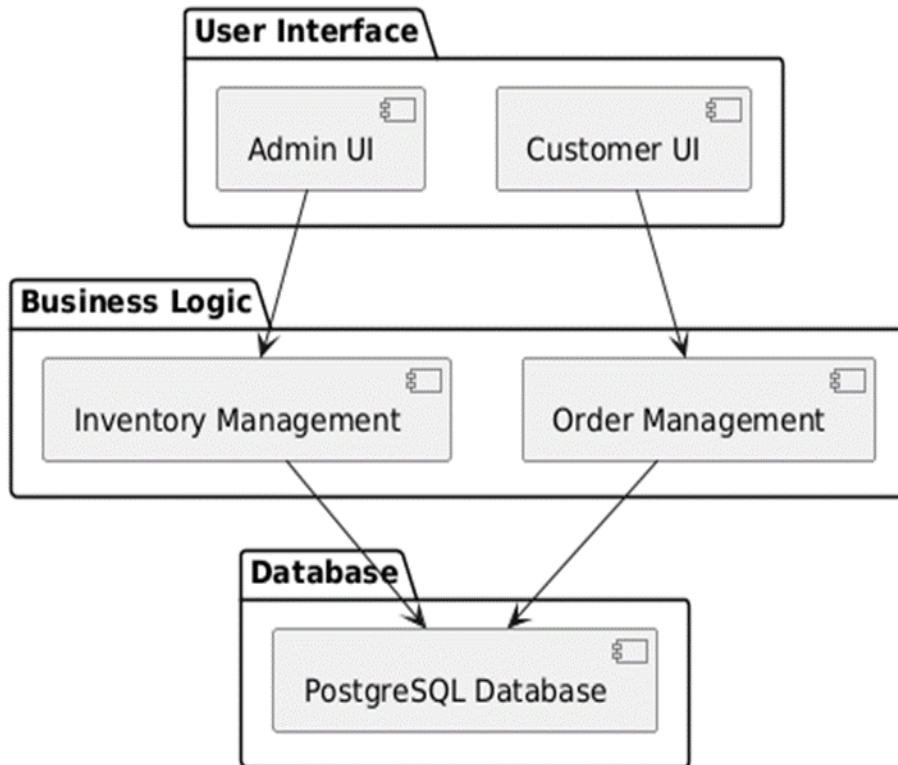 User Interface
Admin UI
Customer UI
Business Logic
Inventory Management
Order Management
Database
PostgreSQL Database